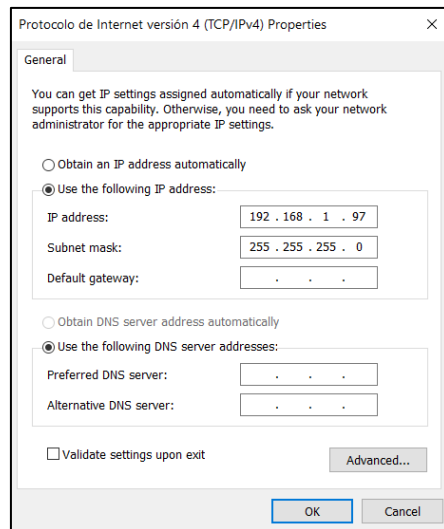 Protocolo de Internet versión 4 (TCP/IPv4) Properties
General
You can get IP settings assigned automatically if your network
supports this capability. Otherwise, you need to ask your network
administrator for the appropriate IP settings.
Obtain an IP address automatically
Use the following IP address:
IP address: 192 . 168 . 1 . 97
Subnet mask: 255 . 255 . 255 . 0
Default gateway: . . .
Obtain DNS server address automatically
Use the following DNS server addresses:
Preferred DNS server: . . .
Alternative DNS server: . . .
Validate settings upon exit
Advanced...
OK Cancel